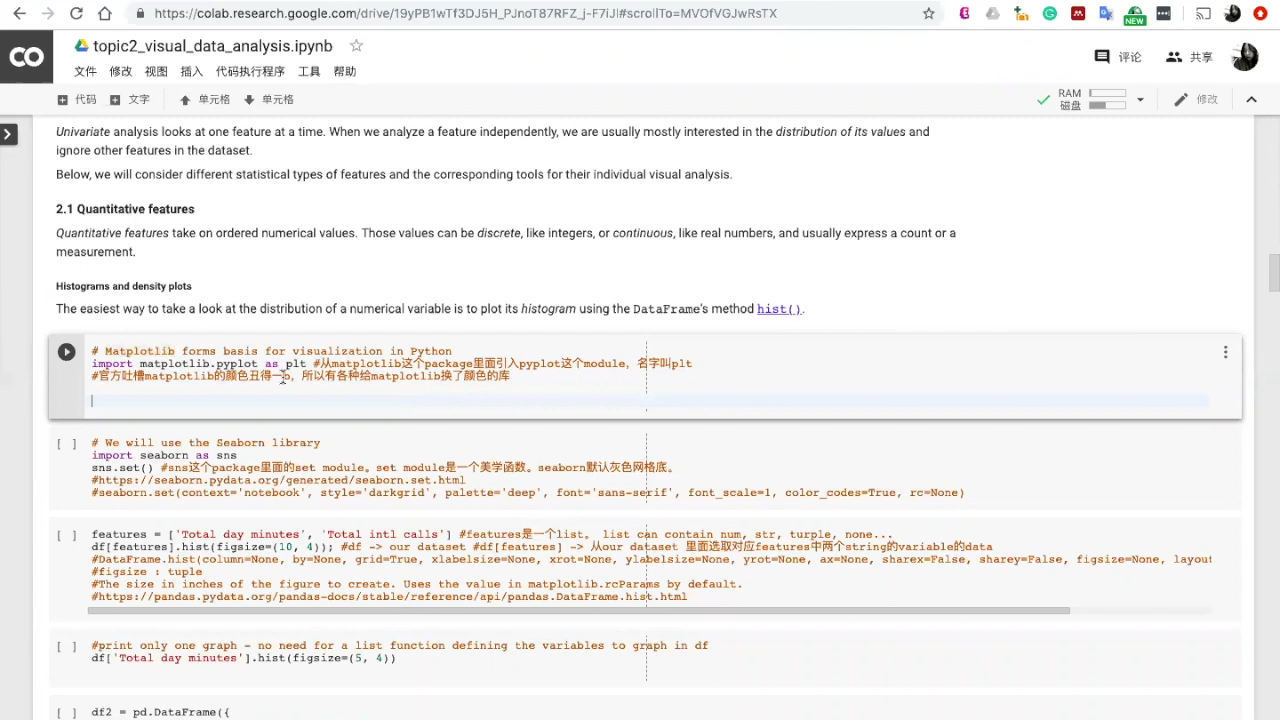 https://colab.research.google.com/drive/19yPB1wTf3DJ5H_PJnoT87RFZ_j-F7iJl#scrollTo=MVOfVGJwRsTX
NEW
CO
topic2_visual_data_analysis.ipynb
评论
共享
文件 修改 视图 插入 代码执行程序 工具 帮助
代码 文字 单元格 单元格
RAM
磁盘
修改
Univariate analysis looks at one feature at a time. When we analyze a feature independently, we are usually mostly interested in the distribution of its values and
ignore other features in the dataset.
Below, we will consider different statistical types of features and the corresponding tools for their individual visual analysis.
2.1 Quantitative features
Quantitative features take on ordered numerical values. Those values can be discrete, like integers, or continuous, like real numbers, and usually express a count or a
measurement.
Histograms and density plots
The easiest way to take a look at the distribution of a numerical variable is to plot its histogram using the DataFrame's method hist().
# Matplotlib forms basis for visualization in Python
import matplotlib.pyplot as plt #从matplotlib这个package里面引入pyplot这个module，名字叫plt
#官方吐槽matplotlib的颜色丑得一b，所以有各种给matplotlib换了颜色的库
[ ] # We will use the Seaborn library
import seaborn as sns
sns.set() #sns这个package里面的set module。set module是一个美学函数。seaborn默认灰色网格底。
#https://seaborn.pydata.org/generated/seaborn.set.html
#seaborn.set(context='notebook', style='darkgrid', palette='deep', font='sans-serif', font_scale=1, color_codes=True, rc=None)
[ ] features = ['Total day minutes', 'Total intl calls'] #features是一个list。 list can contain num, str, turple, none...
df[features].hist(figsize=(10, 4)); #df -> our dataset #df[features] -> 从our dataset 里面选取对应features中两个string的variable的data
#DataFrame.hist(column=None, by=None, grid=True, xlabelsize=None, xrot=None, ylabelsize=None, yrot=None, ax=None, sharex=False, sharey=False, figsize=None, layout
#figsize : tuple
#The size in inches of the figure to create. Uses the value in matplotlib.rcParams by default.
#https://pandas.pydata.org/pandas-docs/stable/reference/api/pandas.DataFrame.hist.html
[ ] #print only one graph - no need for a list function defining the variables to graph in df
df['Total day minutes'].hist(figsize=(5, 4))
[ ] df2 = pd.DataFrame({